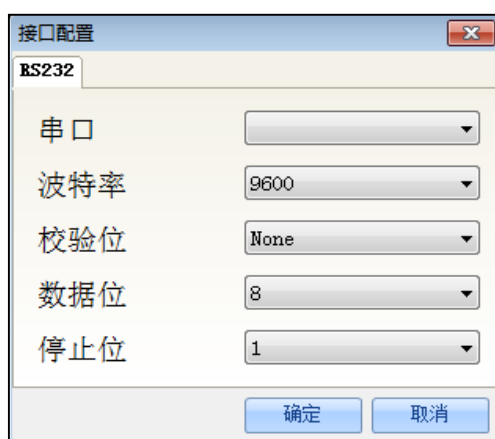 接口配置
RS232
串口
波特率 9600
校验位 None
数据位 8
停止位 1
确定 取消